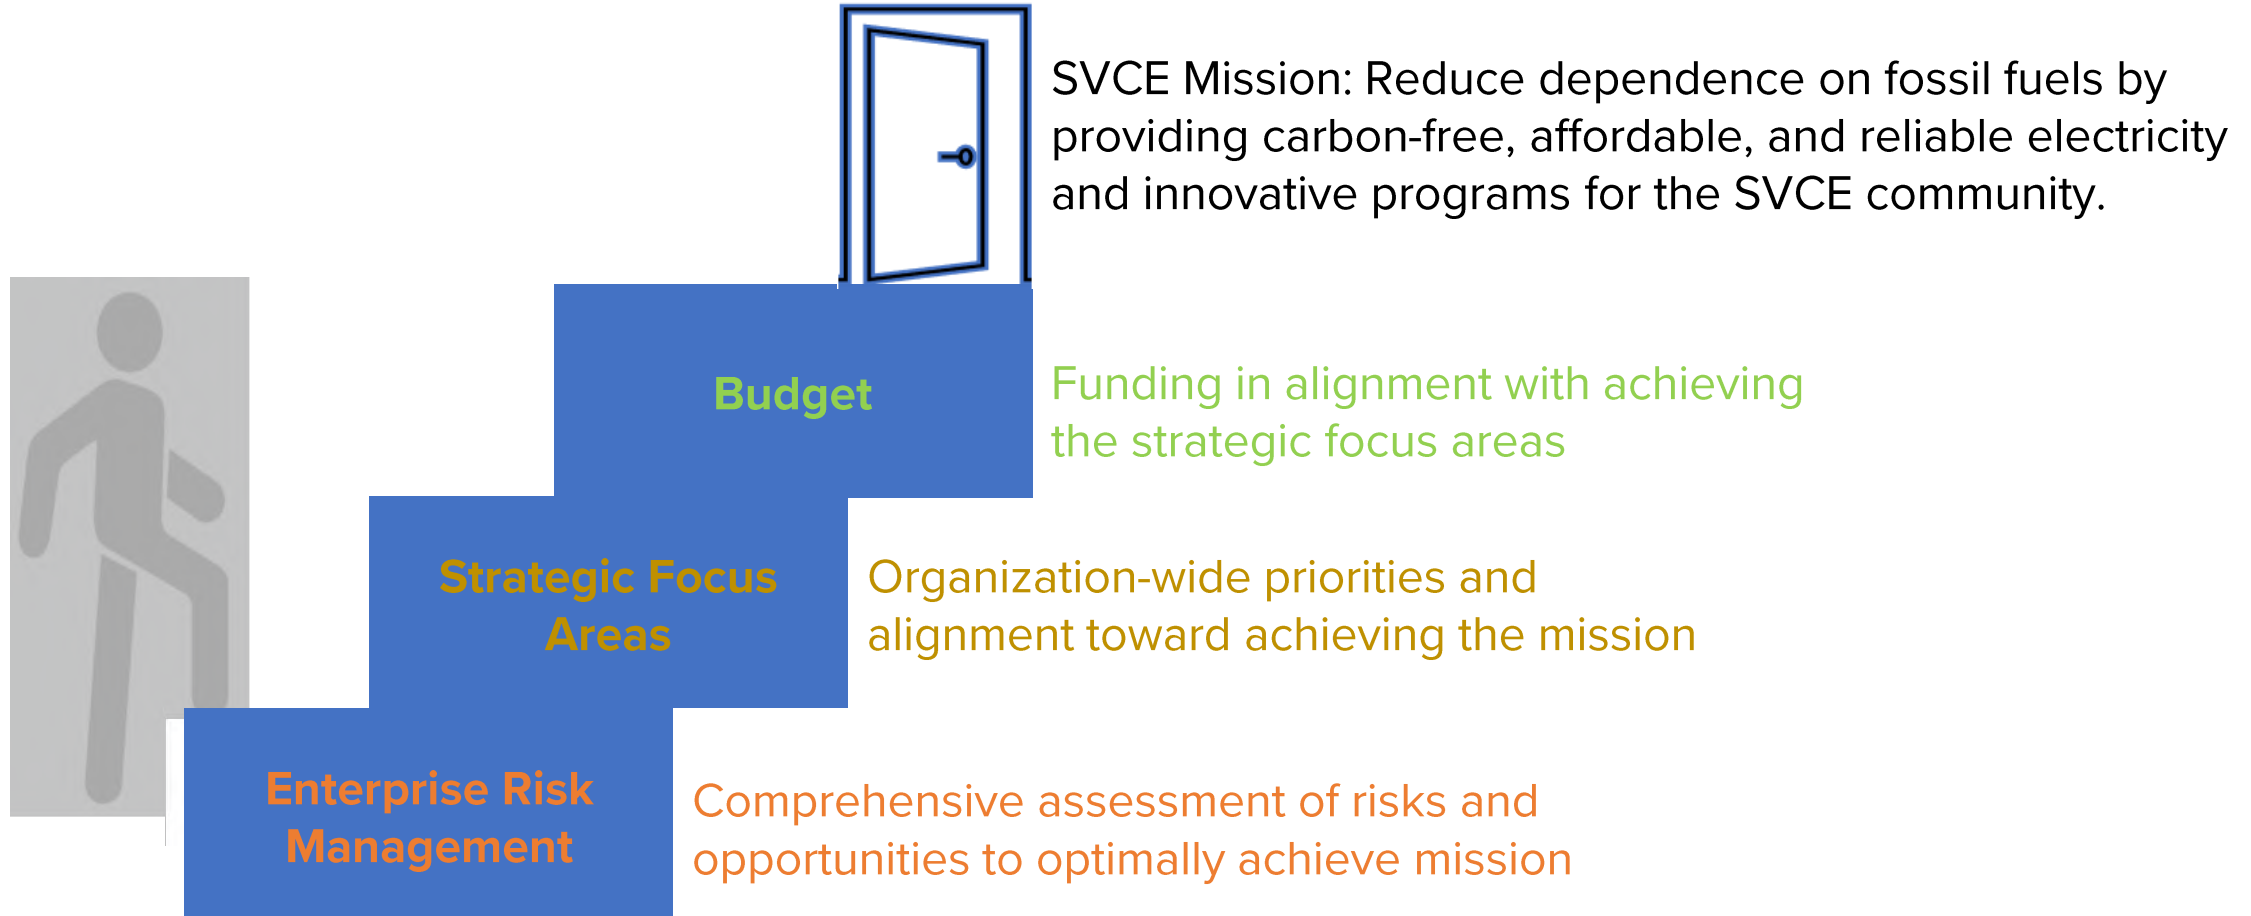 SVCE Mission: Reduce dependence on fossil fuels by
providing carbon-free, affordable, and reliable electricity
and innovative programs for the SVCE community.
Budget
Funding in alignment with achieving
the strategic focus areas
Strategic Focus
Areas
Organization-wide priorities and
alignment toward achieving the mission
Enterprise Risk
Management
Comprehensive assessment of risks and
opportunities to optimally achieve mission